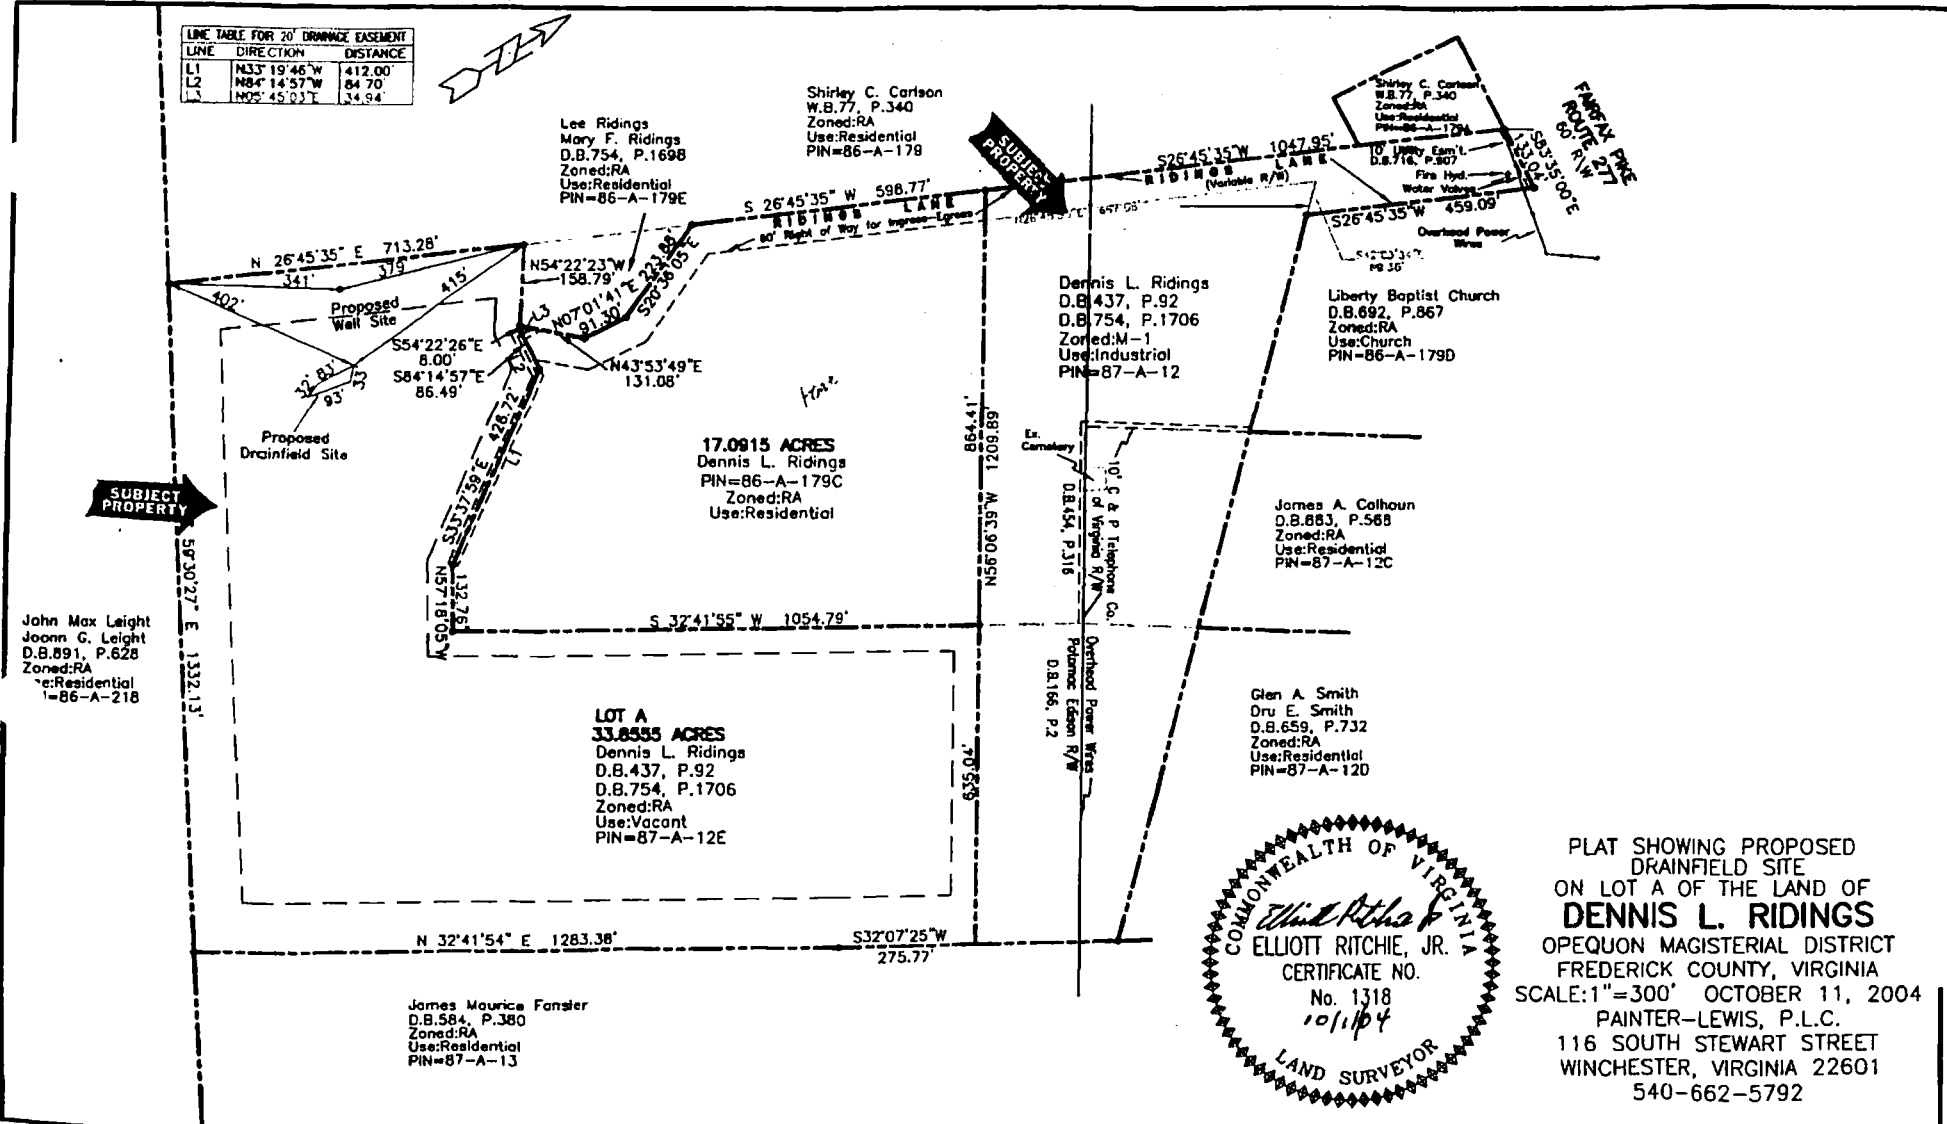 LINE TABLE FOR 20' DRAINAGE EASEMENT
LINE DIRECTION DISTANCE
L1 N33°19'46"W 412.00'
L2 N84°14'57"W 84.70'
L3 N05°45'03"E 34.94'
Lee Ridings
Mary F. Ridings
D.B.754, P.1698
Zoned:RA
Use:Residential
PIN=86-A-179E
Shirley C. Carlson
W.B.77, P.340
Zoned:RA
Use:Residential
PIN=86-A-179
SUBJECT
PROPERTY
Shirley C. Carlson
W.B.77, P.340
Zoned:RA
Use:Residential
PIN=86-A-179A
FAIRFAX PIKE
ROUTE 277
60' R/W
S83°35'00"E
133.04'
S26°45'35"W 1047.95'
RIDINGS LANE
(Variable R/W)
10' Utility Esm't.
D.B.716, P.807
Fire Hyd.
Water Valves
S26°45'35"W 459.09'
Overhead Power
Wires
S 26°45'35" W 598.77'
RIDINGS LANE
60' Right of Way for Ingress-Egress
N 26°45'35" E 713.28'
341'
379'
402'
415'
N54°22'23"W
158.79'
L3
N07°01'41"E
91.30'
223.88'
S20°36'05"E
Proposed
Well Site
S54°22'26"E
8.00'
S84°14'57"E
86.49'
L2
N43°53'49"E
131.08'
32' 83'
33'
93'
Proposed
Drainfield Site
S33°37'59"E 426.72'
L1
17.0915 ACRES
Dennis L. Ridings
PIN=86-A-179C
Zoned:RA
Use:Residential
Dennis L. Ridings
D.B.437, P.92
D.B.754, P.1706
Zoned:M-1
Use:Industrial
PIN=87-A-12
Liberty Baptist Church
D.B.692, P.867
Zoned:RA
Use:Church
PIN=86-A-179D
864.41'
N56°06'39"W 1209.89'
Ex.
Cemetery
10' C & P Telephone Co.
of Virginia R/W
D.B.454, P.316
James A. Calhoun
D.B.683, P.568
Zoned:RA
Use:Residential
PIN=87-A-12C
SUBJECT
PROPERTY
59°30'27" E 1332.13'
N57°18'05"W
132.76'
S 32°41'55" W 1054.79'
John Max Leight
Joann G. Leight
D.B.891, P.628
Zoned:RA
e:Residential
=86-A-218
LOT A
33.8555 ACRES
Dennis L. Ridings
D.B.437, P.92
D.B.754, P.1706
Zoned:RA
Use:Vacant
PIN=87-A-12E
635.04'
Overhead Power Wires
Potomac Edison R/W
D.B.166, P.2
Glen A. Smith
Dru E. Smith
D.B.659, P.732
Zoned:RA
Use:Residential
PIN=87-A-12D
N 32°41'54" E 1283.38'
S32°07'25"W
275.77'
James Maurice Fansler
D.B.584, P.380
Zoned:RA
Use:Residential
PIN=87-A-13
COMMONWEALTH OF VIRGINIA
Elliott Ritchie Jr
ELLIOTT RITCHIE, JR.
CERTIFICATE NO.
No. 1318
10/11/04
LAND SURVEYOR
PLAT SHOWING PROPOSED
DRAINFIELD SITE
ON LOT A OF THE LAND OF
DENNIS L. RIDINGS
OPEQUON MAGISTERIAL DISTRICT
FREDERICK COUNTY, VIRGINIA
SCALE:1"=300' OCTOBER 11, 2004
PAINTER-LEWIS, P.L.C.
116 SOUTH STEWART STREET
WINCHESTER, VIRGINIA 22601
540-662-5792